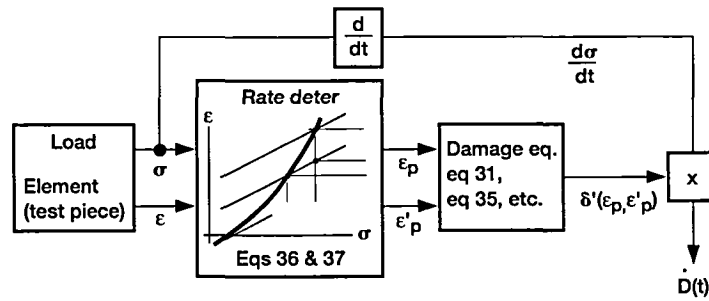 d
dt
dσ
dt
Load
Element
(test piece)
σ
ε
Rate deter
ε
σ
Eqs 36 & 37
εp
ε'p
Damage eq.
eq 31,
eq 35, etc.
δ'(εp,ε'p)
x
Ḋ(t)